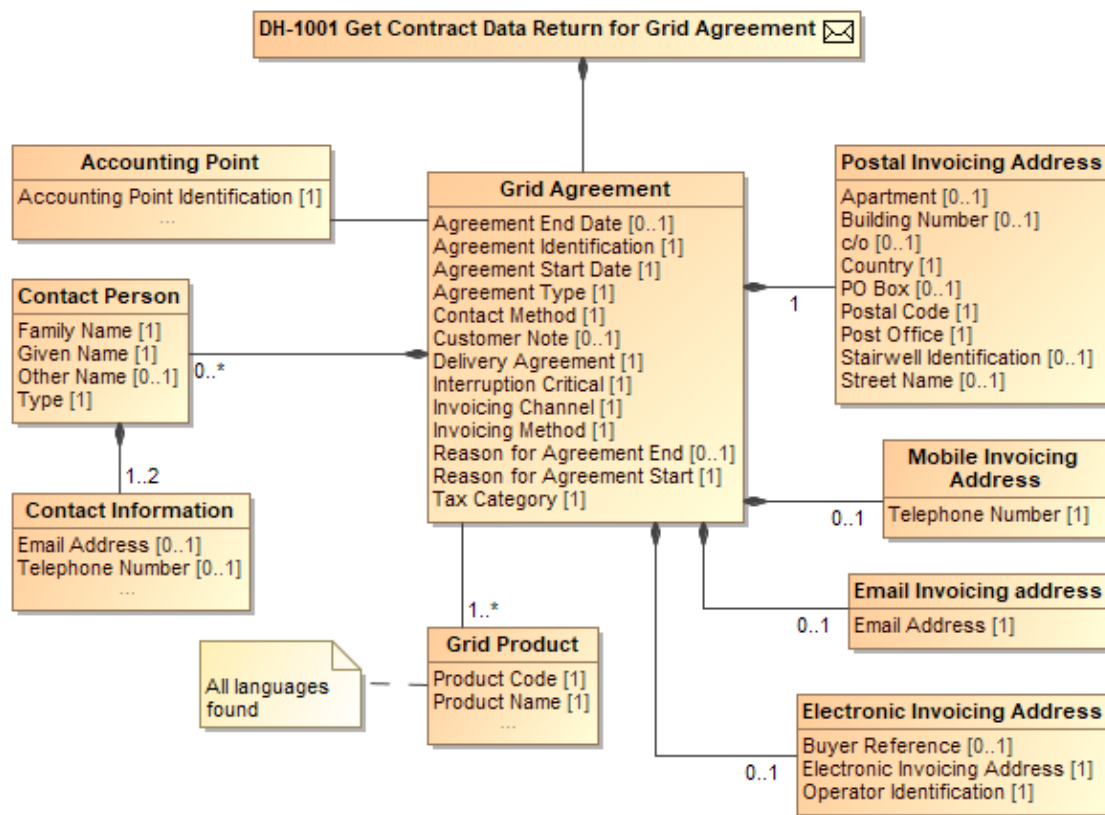 DH-1001 Get Contract Data Return for Grid Agreement
Accounting Point
Accounting Point Identification [1]
...
Contact Person
Family Name [1]
Given Name [1]
Other Name [0..1]
Type [1]
0..*
1..2
Contact Information
Email Address [0..1]
Telephone Number [0..1]
...
Grid Agreement
Agreement End Date [0..1]
Agreement Identification [1]
Agreement Start Date [1]
Agreement Type [1]
Contact Method [1]
Customer Note [0..1]
Delivery Agreement [1]
Interruption Critical [1]
Invoicing Channel [1]
Invoicing Method [1]
Reason for Agreement End [0..1]
Reason for Agreement Start [1]
Tax Category [1]
1..*
Grid Product
Product Code [1]
Product Name [1]
...
All languages
found
Postal Invoicing Address
Apartment [0..1]
Building Number [0..1]
c/o [0..1]
Country [1]
PO Box [0..1]
Postal Code [1]
Post Office [1]
Stairwell Identification [0..1]
Street Name [0..1]
1
Mobile Invoicing
Address
Telephone Number [1]
0..1
Email Invoicing address
Email Address [1]
0..1
Electronic Invoicing Address
Buyer Reference [0..1]
Electronic Invoicing Address [1]
Operator Identification [1]
0..1